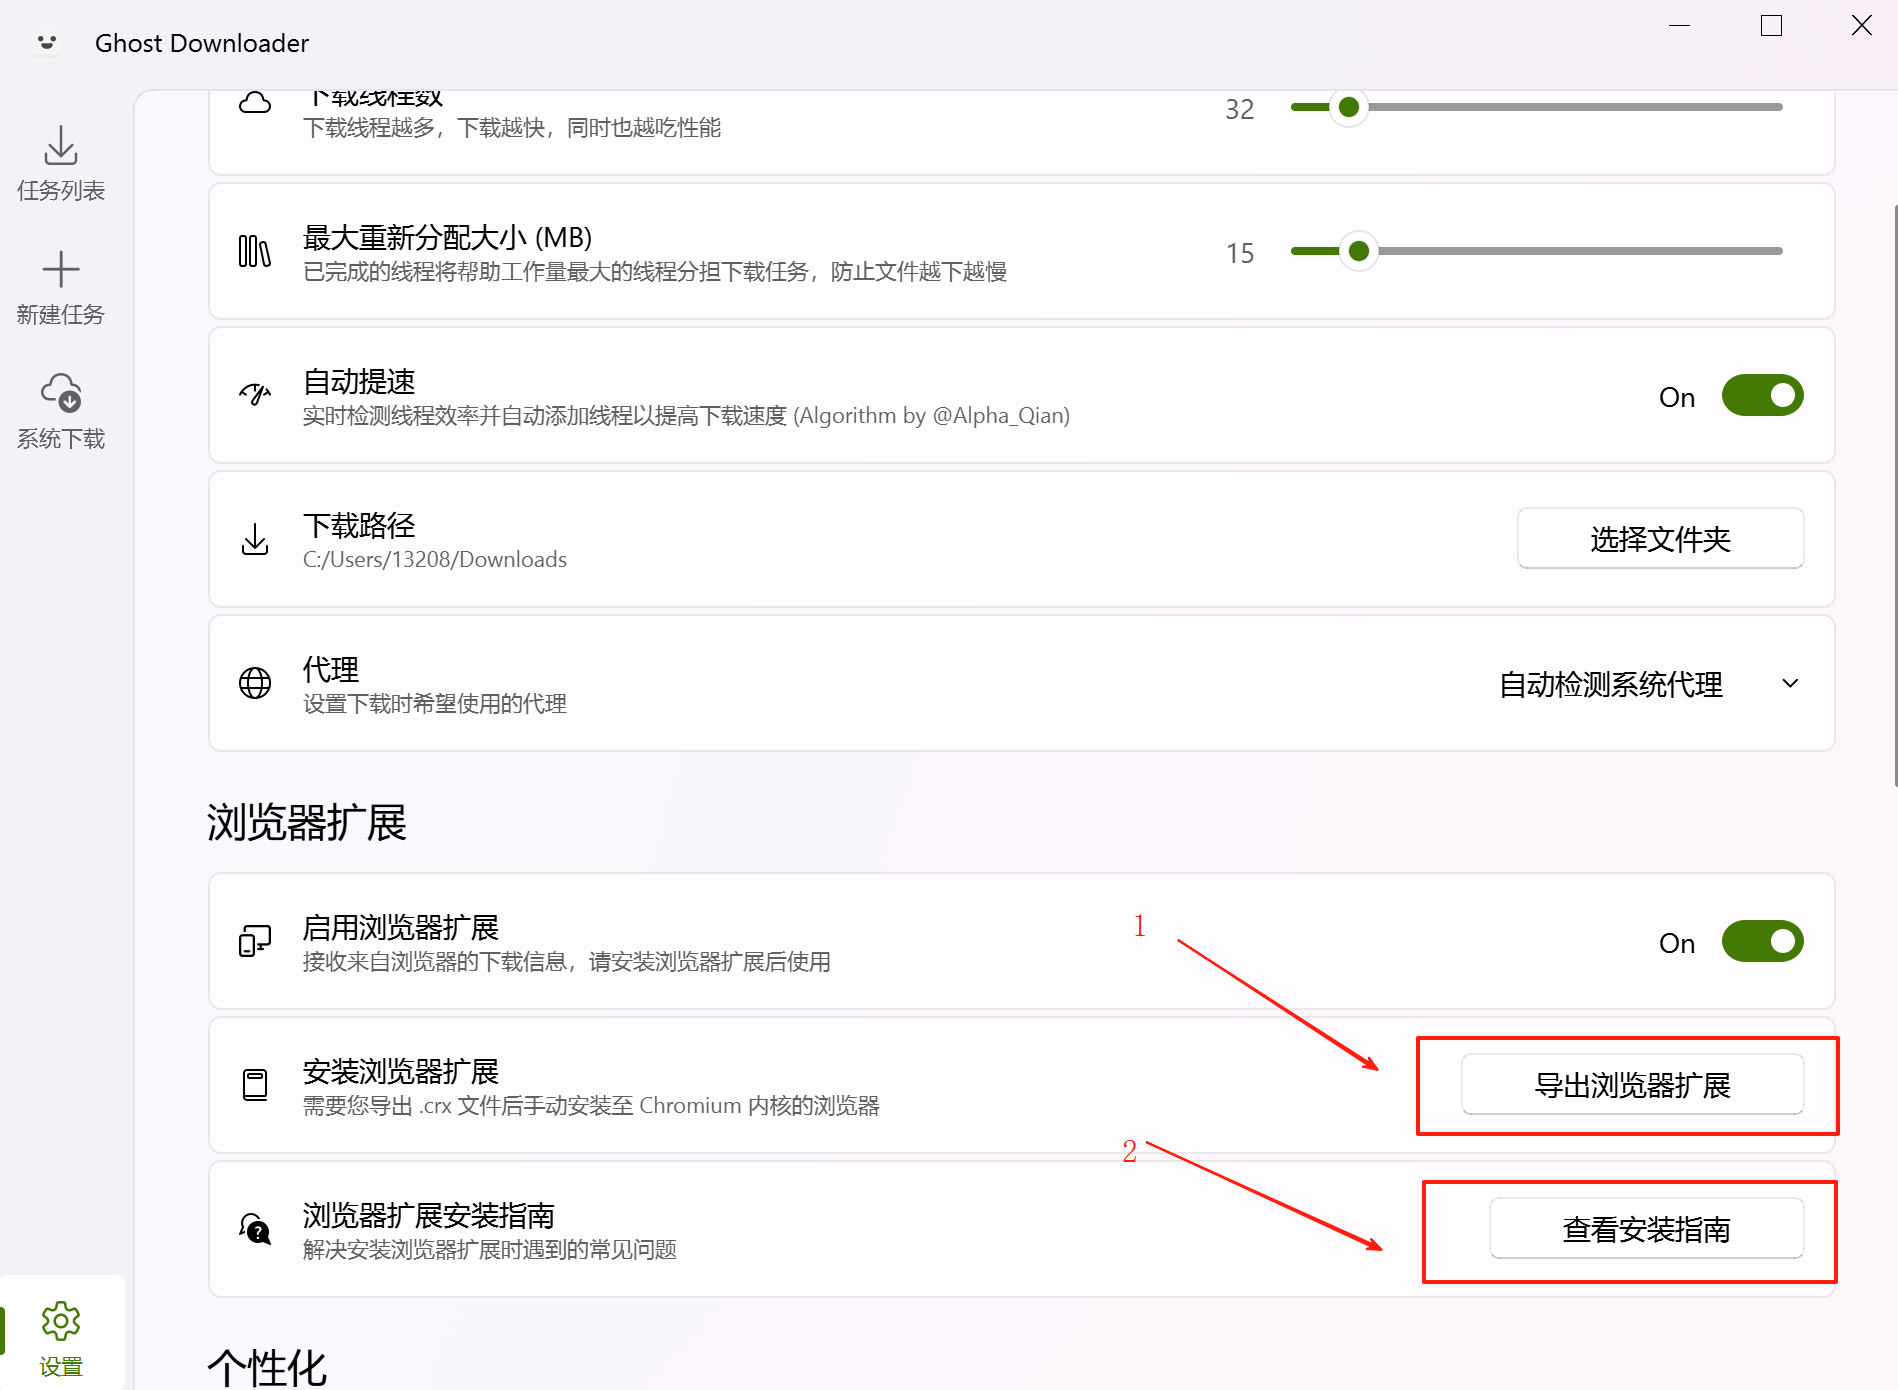 Ghost Downloader
任务列表
新建任务
系统下载
设置
下载线程数
下载线程越多，下载越快，同时也越吃性能
32
最大重新分配大小 (MB)
已完成的线程将帮助工作量最大的线程分担下载任务，防止文件越下越慢
15
自动提速
实时检测线程效率并自动添加线程以提高下载速度 (Algorithm by @Alpha_Qian)
On
下载路径
C:/Users/13208/Downloads
选择文件夹
代理
设置下载时希望使用的代理
自动检测系统代理
浏览器扩展
启用浏览器扩展
接收来自浏览器的下载信息，请安装浏览器扩展后使用
On
1
安装浏览器扩展
需要您导出 .crx 文件后手动安装至 Chromium 内核的浏览器
导出浏览器扩展
2
浏览器扩展安装指南
解决安装浏览器扩展时遇到的常见问题
查看安装指南
个性化